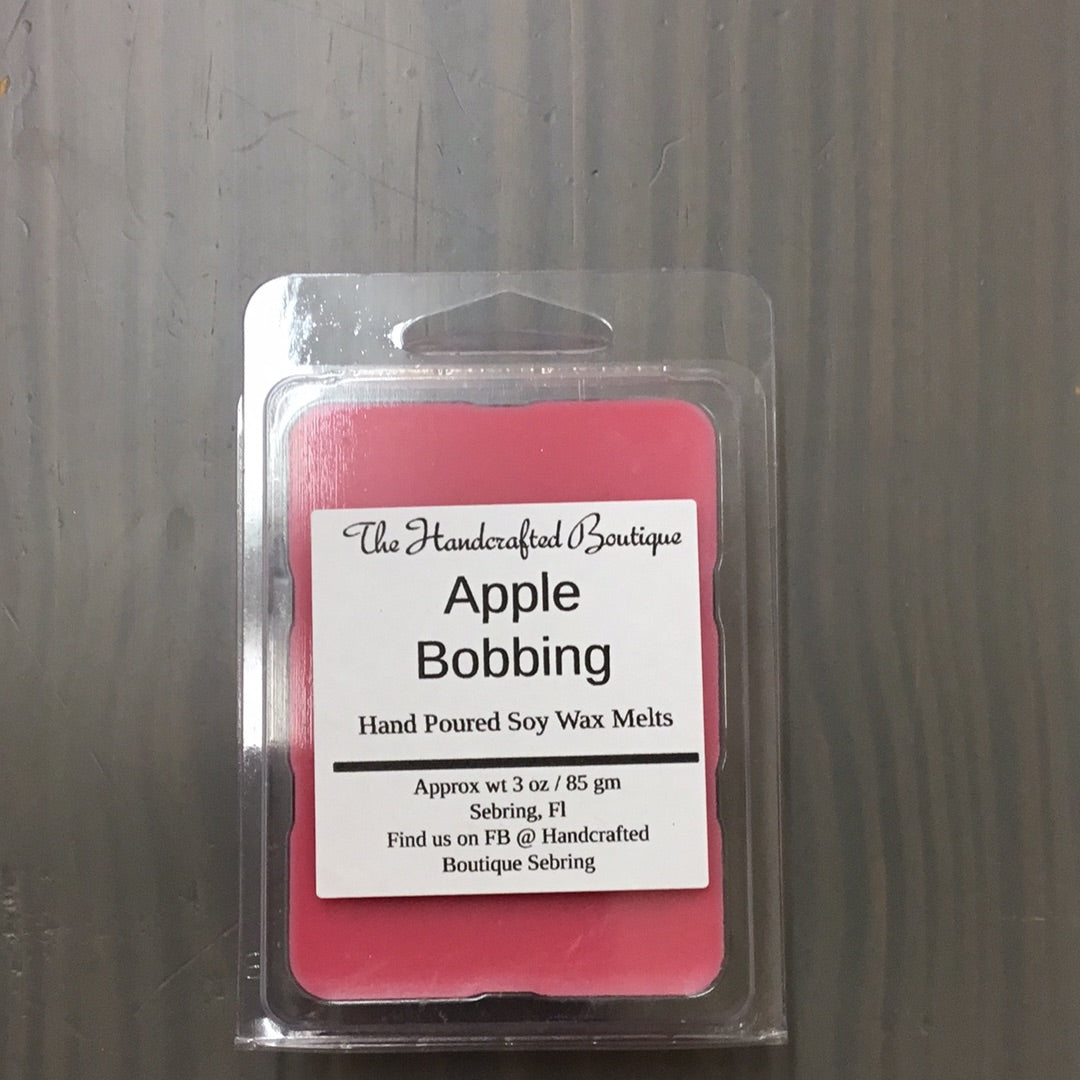 The Handcrafted Boutique
Apple
Bobbing
Hand Poured Soy Wax Melts
Approx wt 3 oz / 85 gm
Sebring, Fl
Find us on FB @ Handcrafted
Boutique Sebring